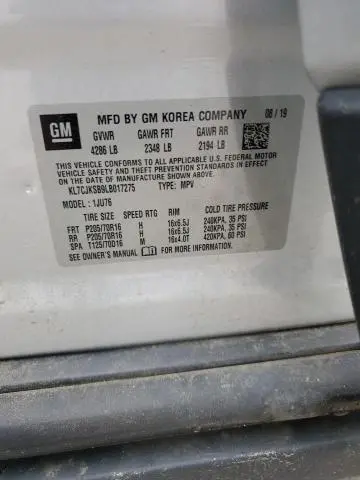 GM MFD BY GM KOREA COMPANY 08 / 19
GVWR GAWR FRT GAWR RR
4286 LB 2348 LB 2194 LB
THIS VEHICLE CONFORMS TO ALL APPLICABLE U.S. FEDERAL MOTOR
VEHICLE SAFETY, BUMPER, AND THEFT PREVENTION STANDARDS IN EFFECT
ON THE DATE OF MANUFACTURE SHOWN ABOVE.
KL7CJKSB9LB017275 TYPE: MPV
MODEL: 1JU76
TIRE SIZE SPEED RTG RIM COLD TIRE PRESSURE
FRT P205/70R16 H 16x6.5J 240KPA, 35 PSI
RR P205/70R16 H 16x6.5J 240KPA, 35 PSI
SPA T125/70D16 M 16x4.0T 420KPA, 60 PSI
SEE OWNER'S MANUAL FOR MORE INFORMATION